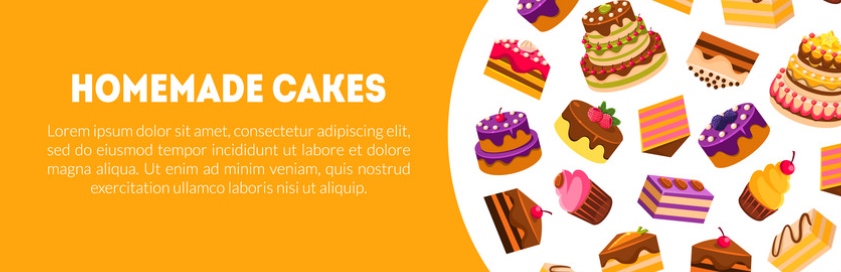 HOMEMADE CAKES
Lorem ipsum dolor sit amet, consectetur adipiscing elit,
sed do eiusmod tempor incididunt ut labore et dolore
magna aliqua. Ut enim ad minim veniam, quis nostrud
exercitation ullamco laboris nisi ut aliquip.